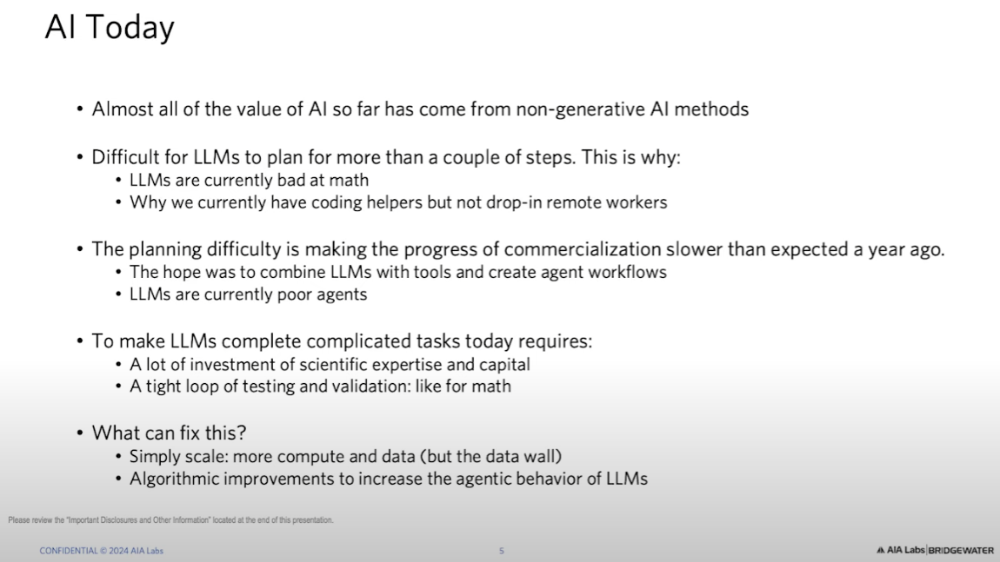 AI Today
• Almost all of the value of AI so far has come from non-generative AI methods
• Difficult for LLMs to plan for more than a couple of steps. This is why:
• LLMs are currently bad at math
• Why we currently have coding helpers but not drop-in remote workers
• The planning difficulty is making the progress of commercialization slower than expected a year ago.
• The hope was to combine LLMs with tools and create agent workflows
• LLMs are currently poor agents
• To make LLMs complete complicated tasks today requires:
• A lot of investment of scientific expertise and capital
• A tight loop of testing and validation: like for math
• What can fix this?
• Simply scale: more compute and data (but the data wall)
• Algorithmic improvements to increase the agentic behavior of LLMs
Please review the "Important Disclosures and Other Information" located at the end of this presentation.
CONFIDENTIAL © 2024 AIA Labs
5
AIA Labs | BRIDGEWATER